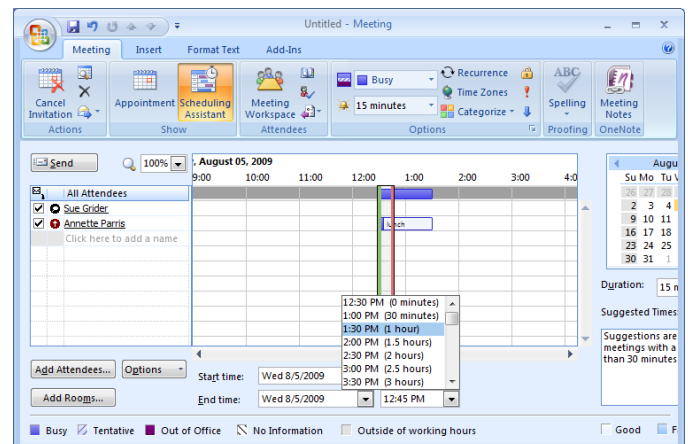 Untitled - Meeting
Meeting Insert Format Text Add-Ins
Cancel Invitation
Appointment
Scheduling Assistant
Meeting Workspace
Busy
15 minutes
Recurrence
Time Zones
Categorize
ABC
Spelling
Meeting Notes
Actions Show Attendees Options Proofing OneNote
Send 100% , August 05, 2009
9:00 10:00 11:00 12:00 1:00 2:00 3:00 4:0
All Attendees
Sue Grider
Annette Parris
lunch
Click here to add a name
Augu
Su Mo Tu
26 27 28
2 3 4
9 10 11
16 17 18
23 24 25
30 31 1
Duration: 15 m
Suggested Times:
Suggestions are
meetings with a
than 30 minutes
12:30 PM (0 minutes)
1:00 PM (30 minutes)
1:30 PM (1 hour)
2:00 PM (1.5 hours)
2:30 PM (2 hours)
3:00 PM (2.5 hours)
3:30 PM (3 hours)
Add Attendees... Options Start time: Wed 8/5/2009
Add Rooms... End time: Wed 8/5/2009 12:45 PM
Busy Tentative Out of Office No Information Outside of working hours Good F